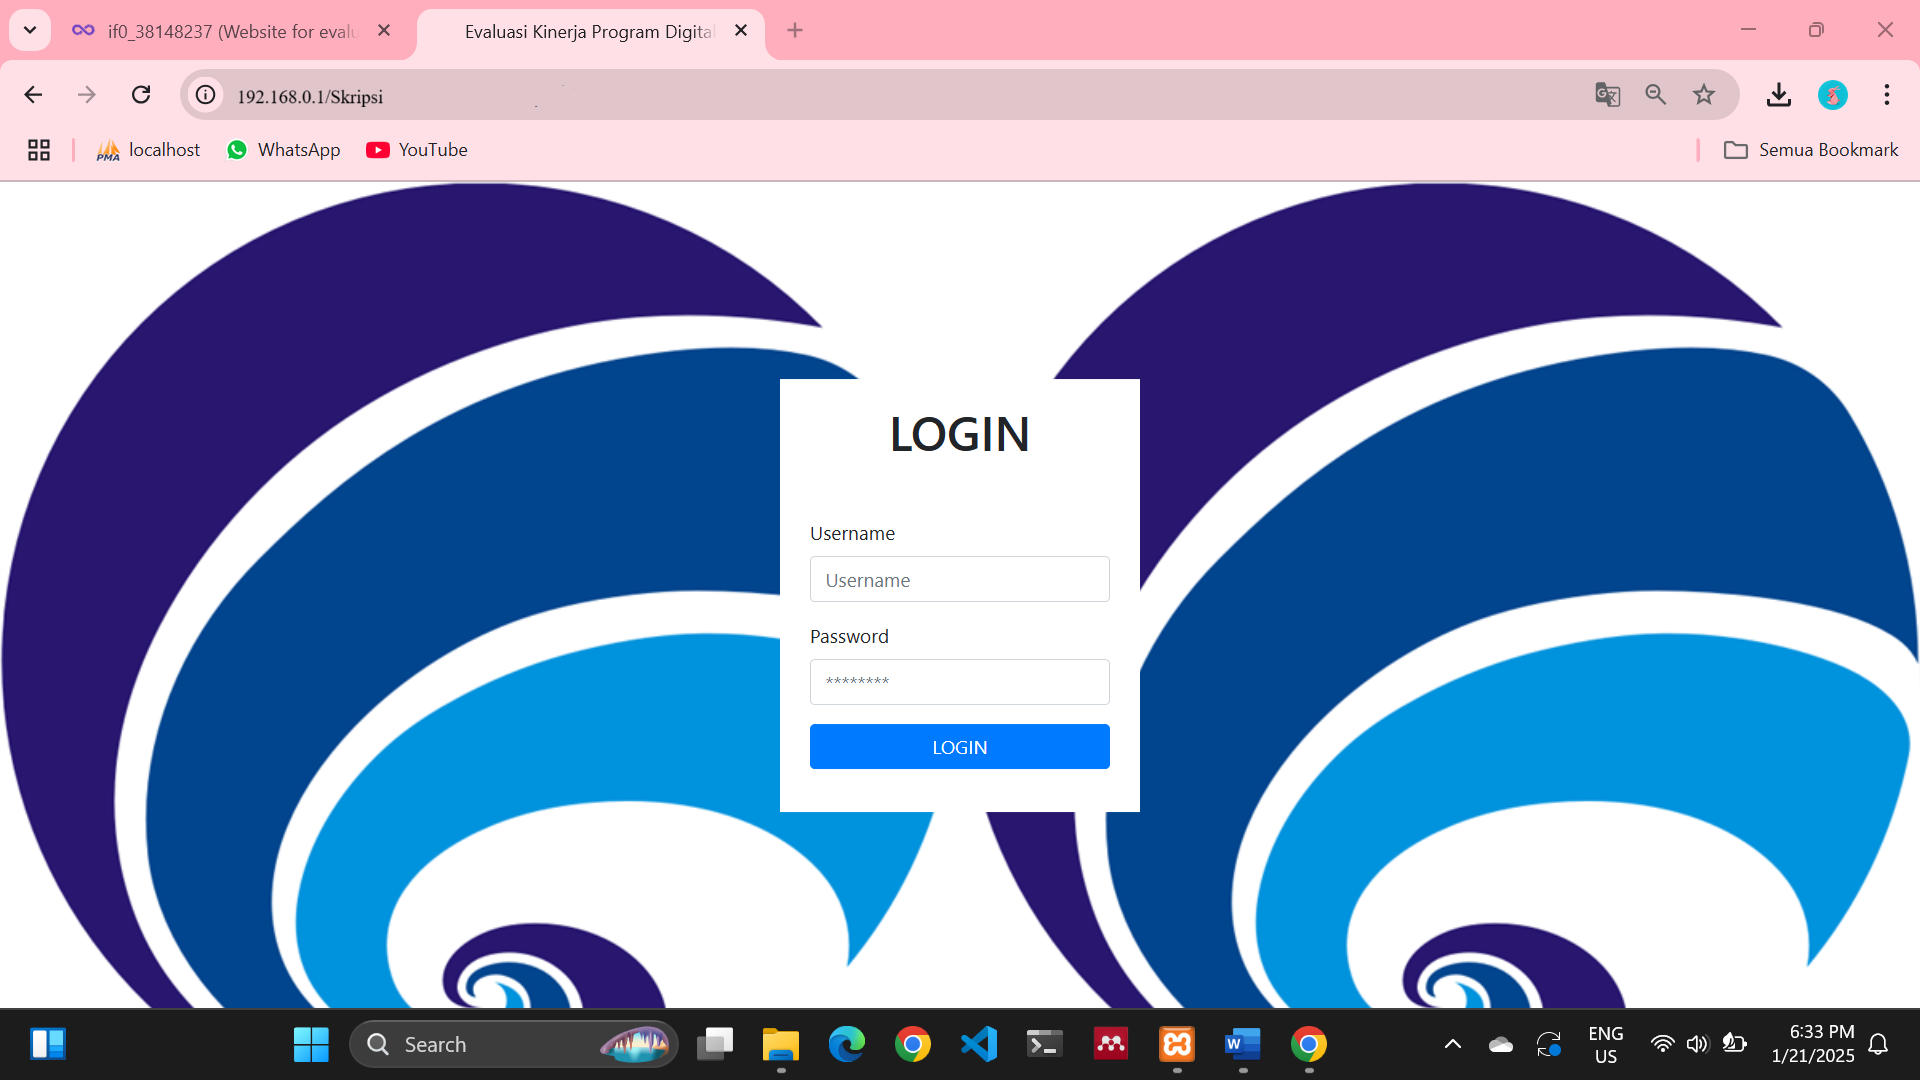 if0_38148237 (Website for evalu
Evaluasi Kinerja Program Digital
192.168.0.1/Skripsi
PMA localhost
WhatsApp
YouTube
Semua Bookmark
LOGIN
Username
Username
Password
********
LOGIN
Search
ENG
US
6:33 PM
1/21/2025